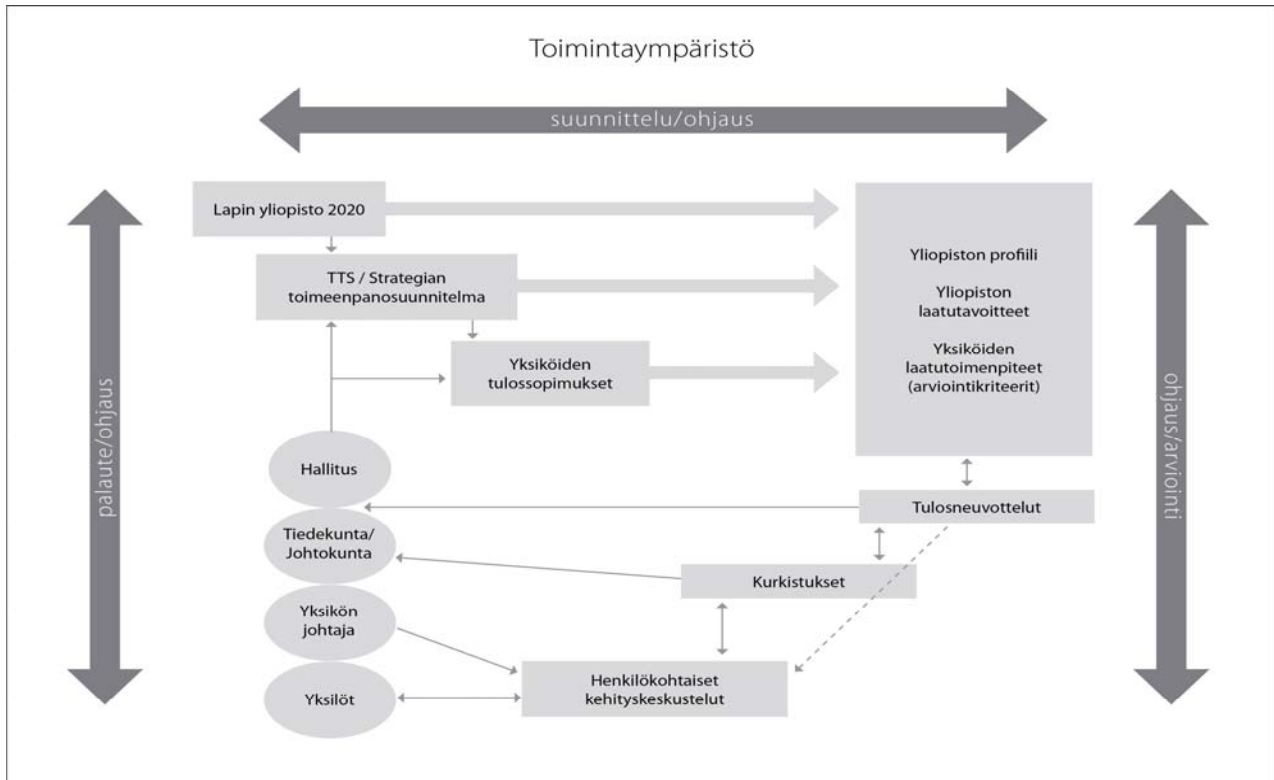 Toimintaympäristö
suunnittelu/ohjaus
palaute/ohjaus
Lapin yliopisto 2020
TTS / Strategian
toimeenpanosuunnitelma
Yksiköiden
tulossopimukset
Yliopiston profiili
Yliopiston
laatutavoitteet
Yksiköiden
laatutoimenpiteet
(arviointikriteerit)
ohjaus/arviointi
Hallitus
Tulosneuvottelut
Tiedekunta/
Johtokunta
Kurkistukset
Yksikön
johtaja
Henkilökohtaiset
kehityskeskustelut
Yksilöt